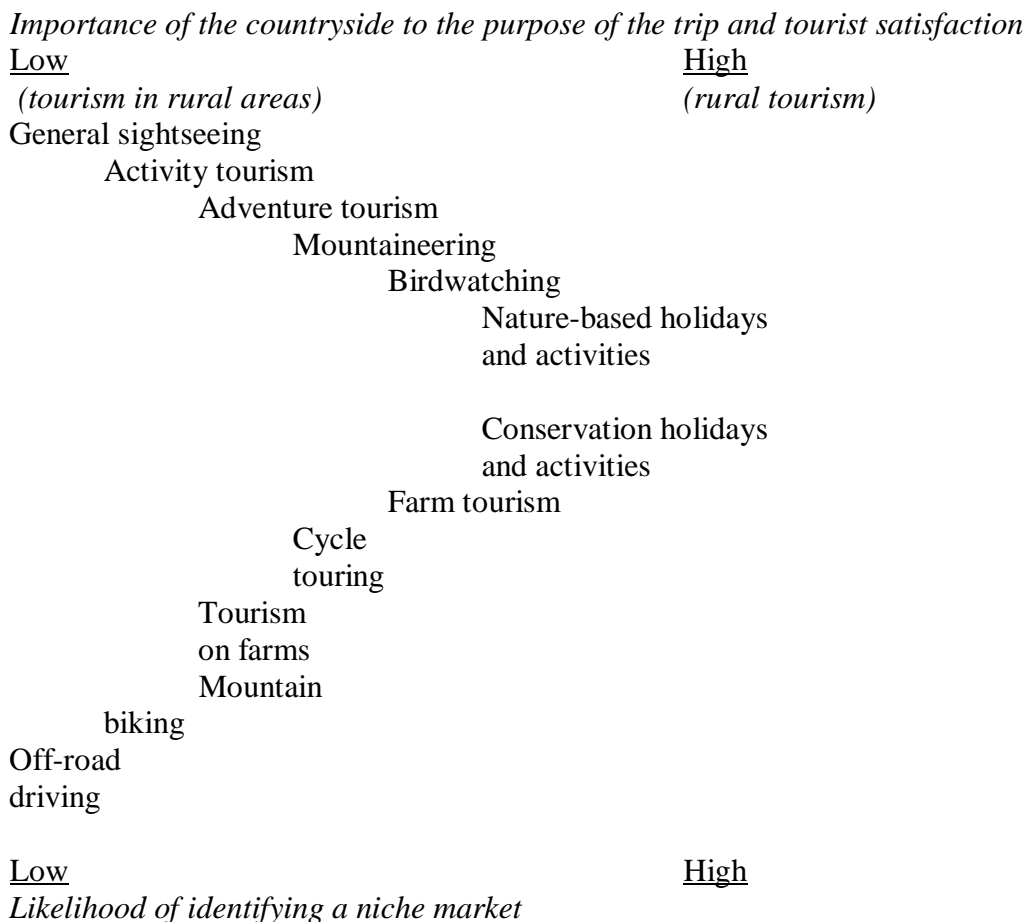 Importance of the countryside to the purpose of the trip and tourist satisfaction
Low High
(tourism in rural areas) (rural tourism)
General sightseeing
Activity tourism
Adventure tourism
Mountaineering
Birdwatching
Nature-based holidays
and activities
Conservation holidays
and activities
Farm tourism
Cycle
touring
Tourism
on farms
Mountain
biking
Off-road
driving
Low High
Likelihood of identifying a niche market